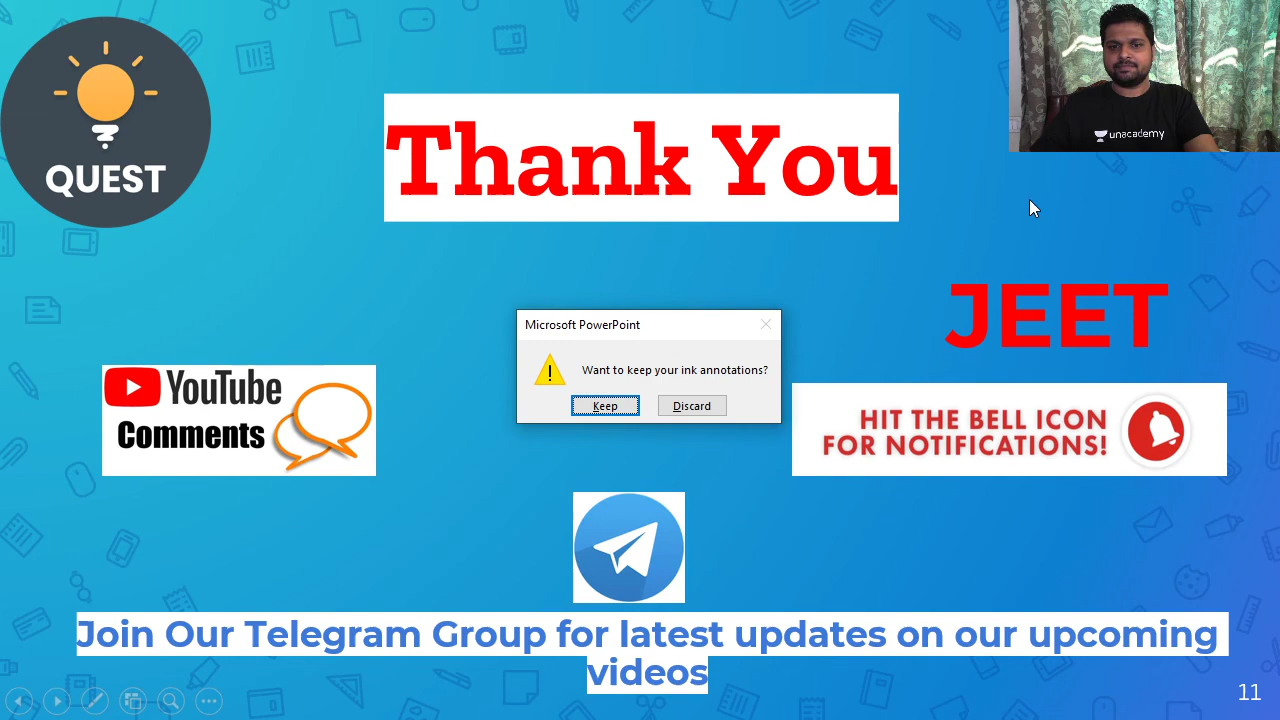 QUEST
unacademy
Thank You
JEET
Microsoft PowerPoint
Want to keep your ink annotations?
Keep
Discard
YouTube
Comments
HIT THE BELL ICON
FOR NOTIFICATIONS!
Join Our Telegram Group for latest updates on our upcoming
videos
11